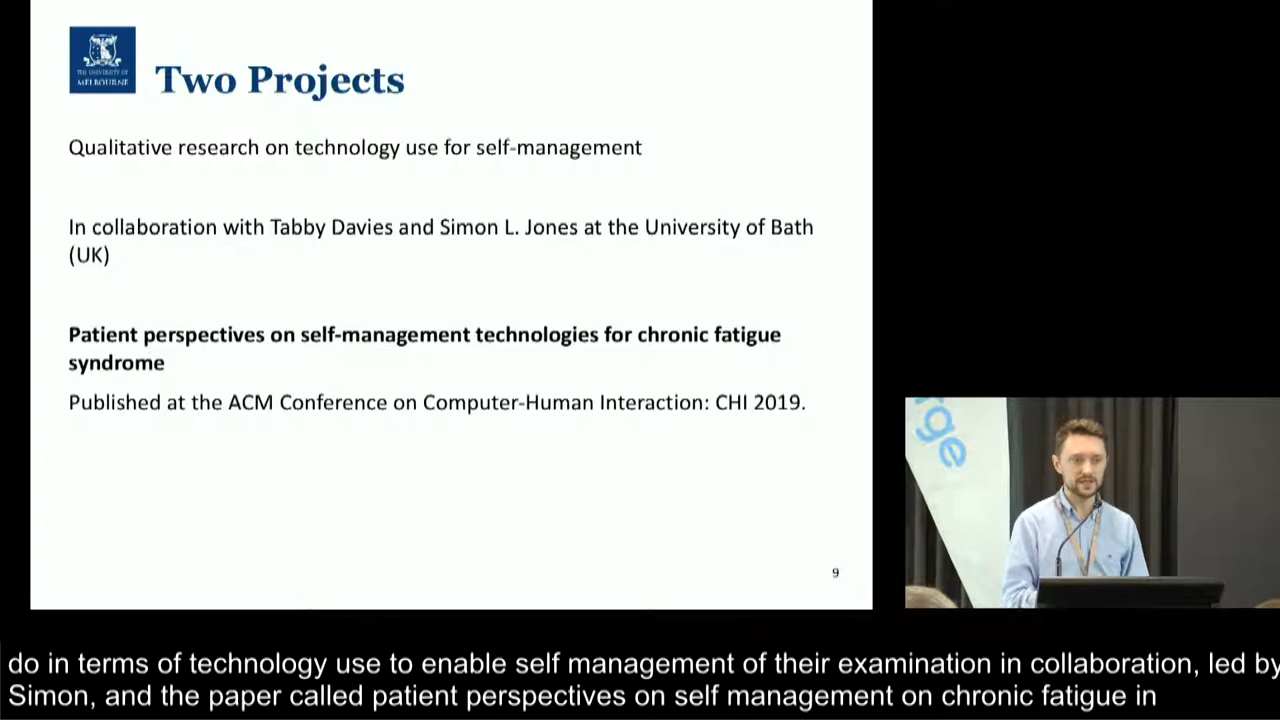 THE UNIVERSITY OF
MELBOURNE
Two Projects
Qualitative research on technology use for self-management
In collaboration with Tabby Davies and Simon L. Jones at the University of Bath
(UK)
Patient perspectives on self-management technologies for chronic fatigue
syndrome
Published at the ACM Conference on Computer-Human Interaction: CHI 2019.
9
rge
do in terms of technology use to enable self management of their examination in collaboration, led by
Simon, and the paper called patient perspectives on self management on chronic fatigue in